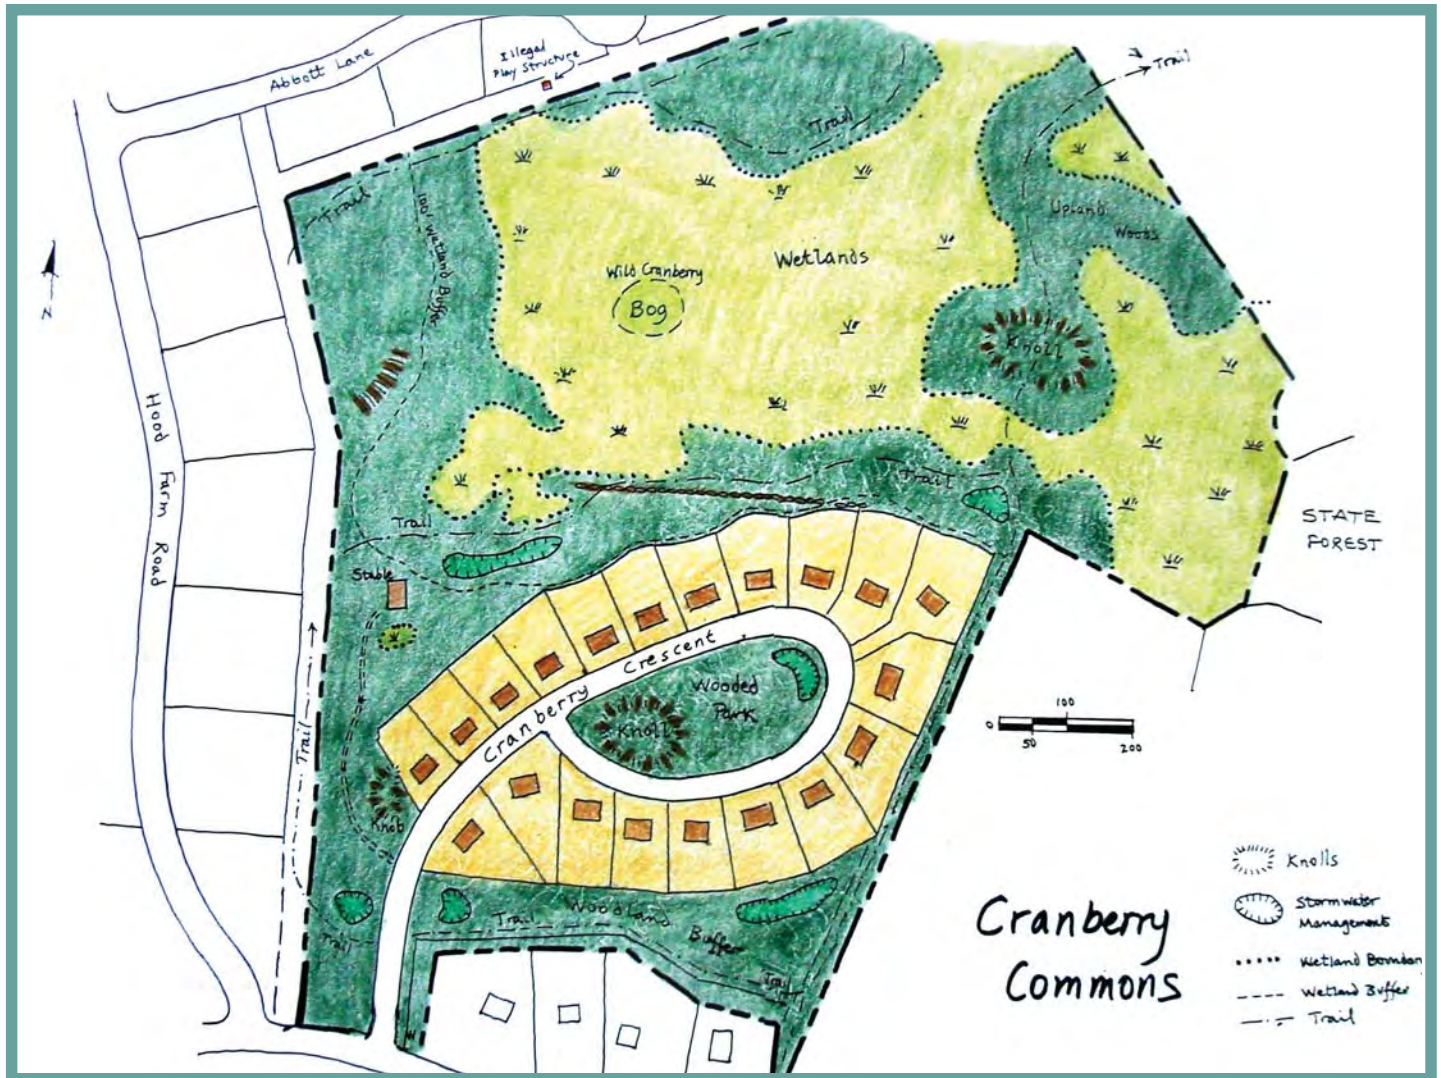 Abbott Lane
Illegal
Play Structure
Trail
Trail
Trail
100' Wetland Buffer
Upland
Woods
N
Wild Cranberry
Bog
Wetlands
Knoll
Hood Farm Road
Trail
Trail
STATE
FOREST
Stable
Cranberry Crescent
Wooded
Park
Knoll
Trail
Knob
0
50
100
200
Woodland
Buffer
Trail
Trail
Trail
Cranberry
Commons
Knolls
Stormwater
Management
Wetland Boundar
Wetland Buffer
Trail